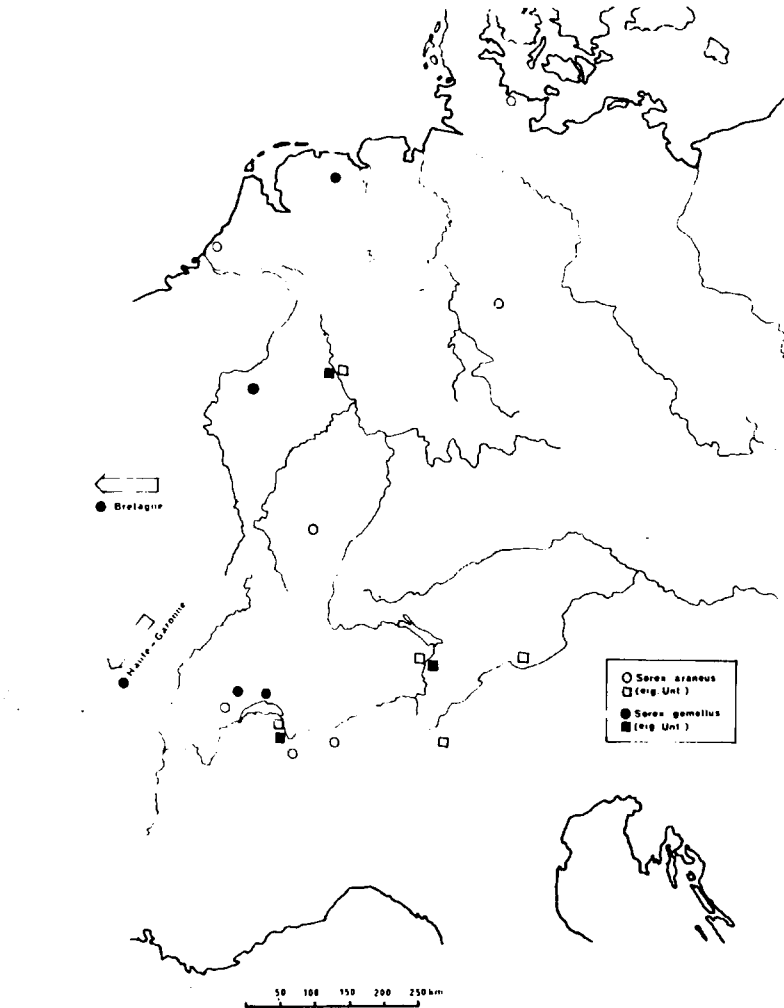 Bretagne
Haute-Garonne
Sorex araneus
(eig. Unt.)
Sorex gemellus
(eig. Unt.)
50 100 150 200 250 km